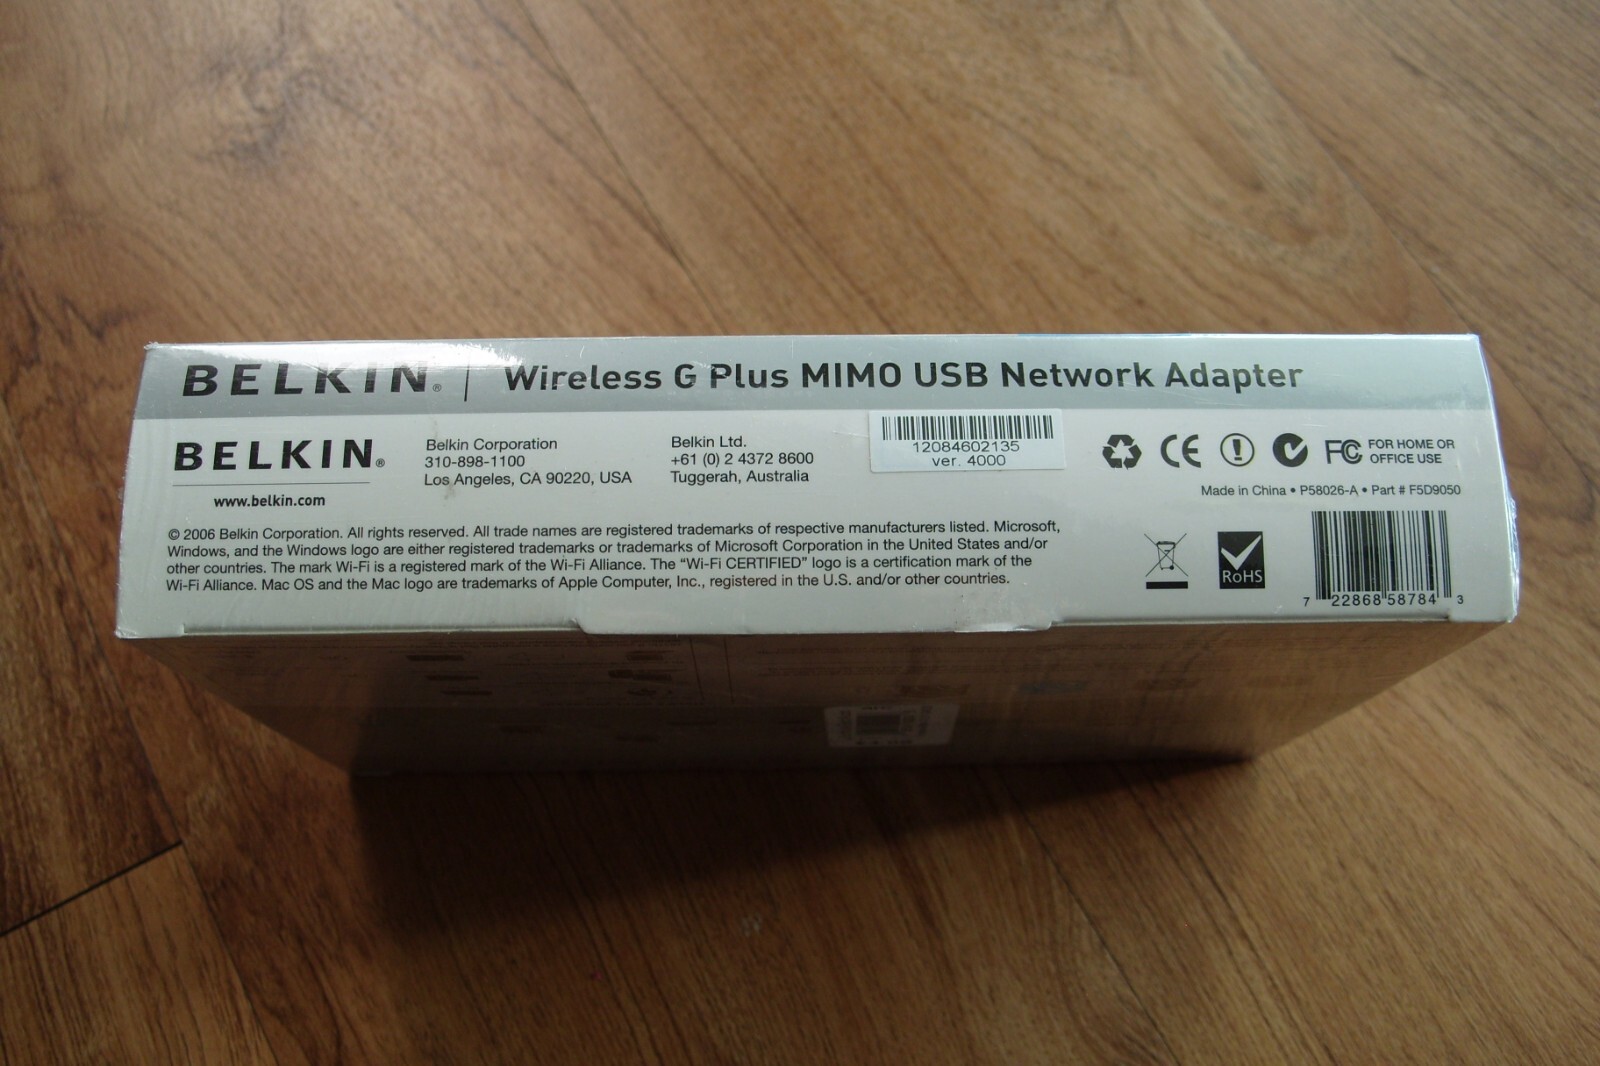 BELKIN® | Wireless G Plus MIMO USB Network Adapter
BELKIN®
www.belkin.com
Belkin Corporation
310-898-1100
Los Angeles, CA 90220, USA
Belkin Ltd.
+61 (0) 2 4372 8600
Tuggerah, Australia
12084602135
ver. 4000
CE
FC FOR HOME OR
OFFICE USE
Made in China • P58026-A • Part # F5D9050
© 2006 Belkin Corporation. All rights reserved. All trade names are registered trademarks of respective manufacturers listed. Microsoft,
Windows, and the Windows logo are either registered trademarks or trademarks of Microsoft Corporation in the United States and/or
other countries. The mark Wi-Fi is a registered mark of the Wi-Fi Alliance. The “Wi-Fi CERTIFIED” logo is a certification mark of the
Wi-Fi Alliance. Mac OS and the Mac logo are trademarks of Apple Computer, Inc., registered in the U.S. and/or other countries.
RoHS
7 22868 58784 3